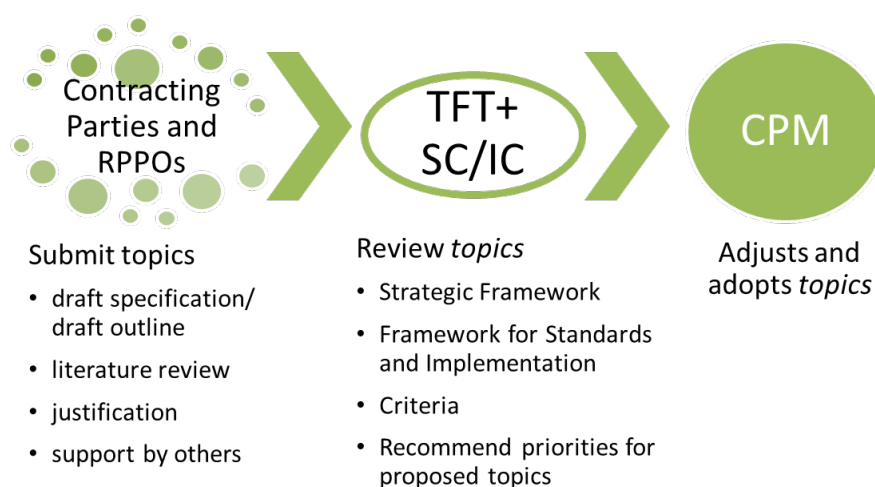 Contracting
Parties and
RPPOs
Submit topics
• draft specification/
draft outline
• literature review
• justification
• support by others
TFT+
SC/IC
Review topics
• Strategic Framework
• Framework for Standards
and Implementation
• Criteria
• Recommend priorities for
proposed topics
CPM
Adjusts and
adopts topics